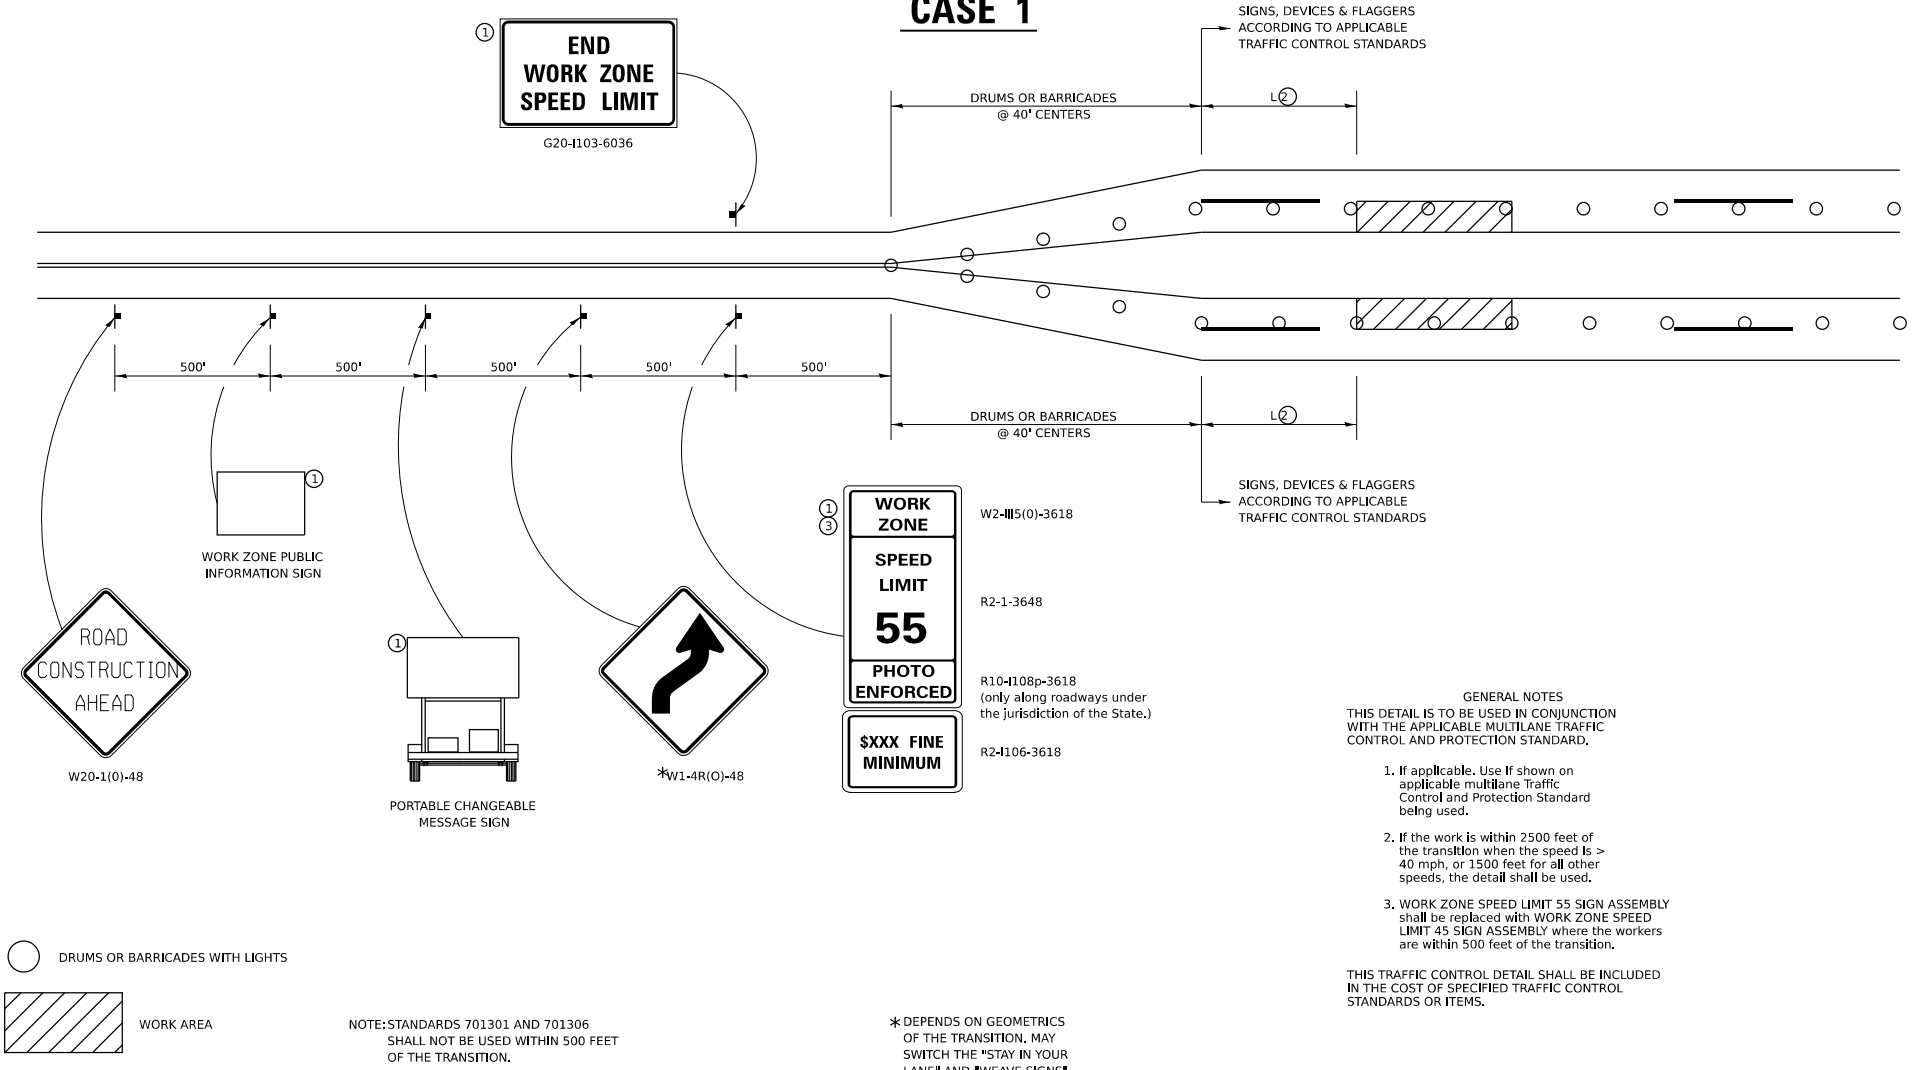 CASE 1
SIGNS, DEVICES & FLAGGERS
ACCORDING TO APPLICABLE
TRAFFIC CONTROL STANDARDS
1
END
WORK ZONE
SPEED LIMIT
G20-I103-6036
DRUMS OR BARRICADES
@ 40' CENTERS
L 2
500'
500'
500'
500'
500'
DRUMS OR BARRICADES
@ 40' CENTERS
L 2
SIGNS, DEVICES & FLAGGERS
ACCORDING TO APPLICABLE
TRAFFIC CONTROL STANDARDS
1
WORK ZONE PUBLIC
INFORMATION SIGN
ROAD
CONSTRUCTION
AHEAD
W20-1(0)-48
1
PORTABLE CHANGEABLE
MESSAGE SIGN
*W1-4R(O)-48
1
3
WORK
ZONE
W2-III5(0)-3618
SPEED
LIMIT
55
R2-1-3648
PHOTO
ENFORCED
R10-I108p-3618
(only along roadways under
the jurisdiction of the State.)
$XXX FINE
MINIMUM
R2-I106-3618
GENERAL NOTES
THIS DETAIL IS TO BE USED IN CONJUNCTION
WITH THE APPLICABLE MULTILANE TRAFFIC
CONTROL AND PROTECTION STANDARD.
1. If applicable. Use if shown on
applicable multilane Traffic
Control and Protection Standard
being used.
2. If the work is within 2500 feet of
the transition when the speed is >
40 mph, or 1500 feet for all other
speeds, the detail shall be used.
3. WORK ZONE SPEED LIMIT 55 SIGN ASSEMBLY
shall be replaced with WORK ZONE SPEED
LIMIT 45 SIGN ASSEMBLY where the workers
are within 500 feet of the transition.
THIS TRAFFIC CONTROL DETAIL SHALL BE INCLUDED
IN THE COST OF SPECIFIED TRAFFIC CONTROL
STANDARDS OR ITEMS.
DRUMS OR BARRICADES WITH LIGHTS
WORK AREA
NOTE: STANDARDS 701301 AND 701306
SHALL NOT BE USED WITHIN 500 FEET
OF THE TRANSITION.
* DEPENDS ON GEOMETRICS
OF THE TRANSITION. MAY
SWITCH THE "STAY IN YOUR
LANE" AND "WEAVE SIGNS"